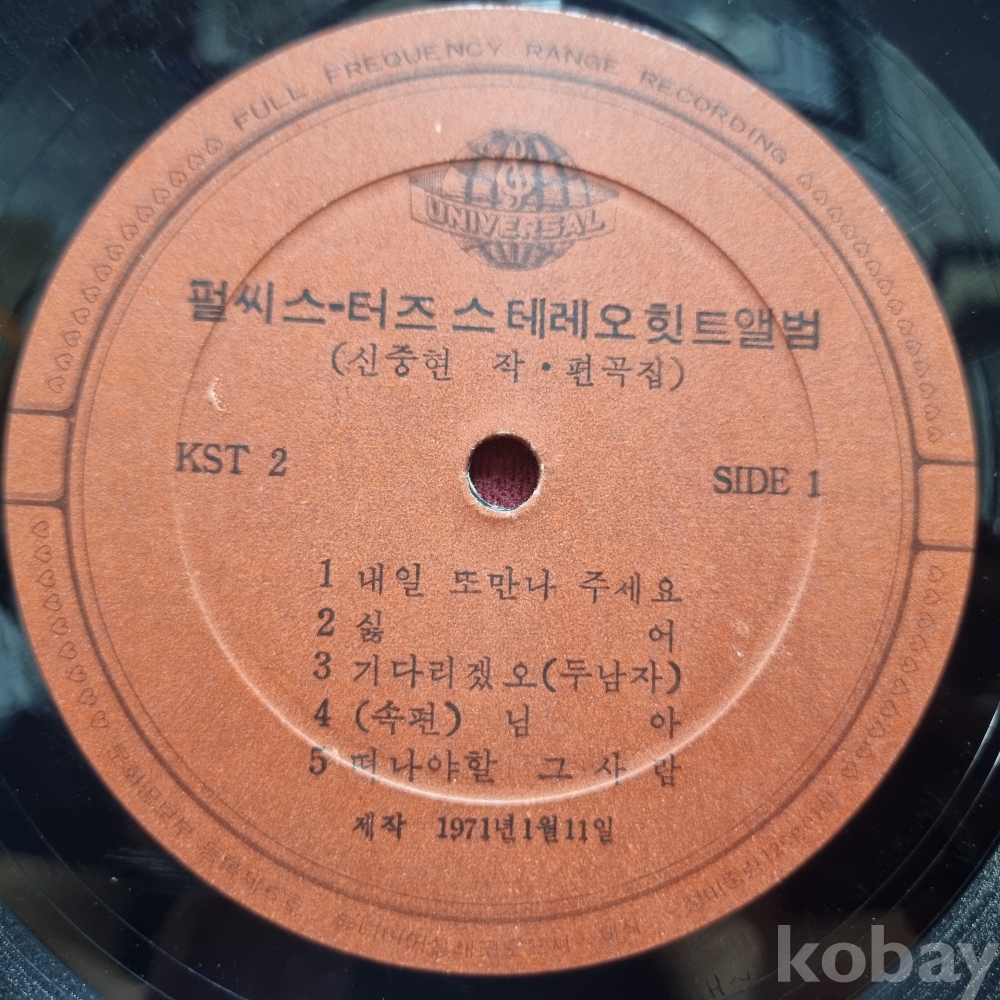 FULL FREQUENCY RANGE RECORDING
UNIVERSAL
펄씨스-터즈 스테레오힛트앨범
(신중현 작·편곡집)
KST 2
SIDE 1
1 내일 또만나 주세요
2 싫 어
3 기다리겠오(두남자)
4 (속편) 님 아
5 떠나야할 그 사 람
제작 1971년1월11일
kobay